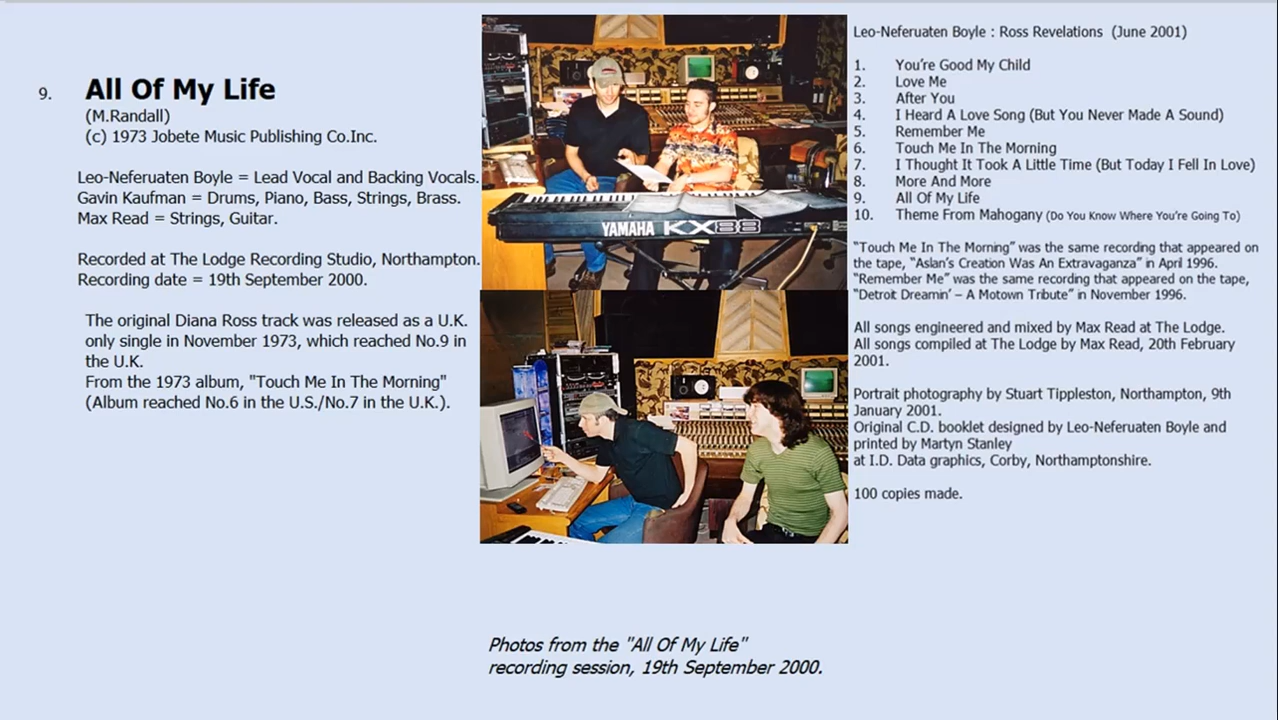 9. All Of My Life
(M.Randall)
(c) 1973 Jobete Music Publishing Co.Inc.
Leo-Neferuaten Boyle = Lead Vocal and Backing Vocals.
Gavin Kaufman = Drums, Piano, Bass, Strings, Brass.
Max Read = Strings, Guitar.
Recorded at The Lodge Recording Studio, Northampton.
Recording date = 19th September 2000.
The original Diana Ross track was released as a U.K.
only single in November 1973, which reached No.9 in
the U.K.
From the 1973 album, "Touch Me In The Morning"
(Album reached No.6 in the U.S./No.7 in the U.K.).
YAMAHA KX88
Photos from the "All Of My Life"
recording session, 19th September 2000.
Leo-Neferuaten Boyle : Ross Revelations (June 2001)
1. You're Good My Child
2. Love Me
3. After You
4. I Heard A Love Song (But You Never Made A Sound)
5. Remember Me
6. Touch Me In The Morning
7. I Thought It Took A Little Time (But Today I Fell In Love)
8. More And More
9. All Of My Life
10. Theme From Mahogany (Do You Know Where You're Going To)
"Touch Me In The Morning" was the same recording that appeared on
the tape, "Aslan's Creation Was An Extravaganza" in April 1996.
"Remember Me" was the same recording that appeared on the tape,
"Detroit Dreamin' – A Motown Tribute" in November 1996.
All songs engineered and mixed by Max Read at The Lodge.
All songs compiled at The Lodge by Max Read, 20th February
2001.
Portrait photography by Stuart Tippleston, Northampton, 9th
January 2001.
Original C.D. booklet designed by Leo-Neferuaten Boyle and
printed by Martyn Stanley
at I.D. Data graphics, Corby, Northamptonshire.
100 copies made.